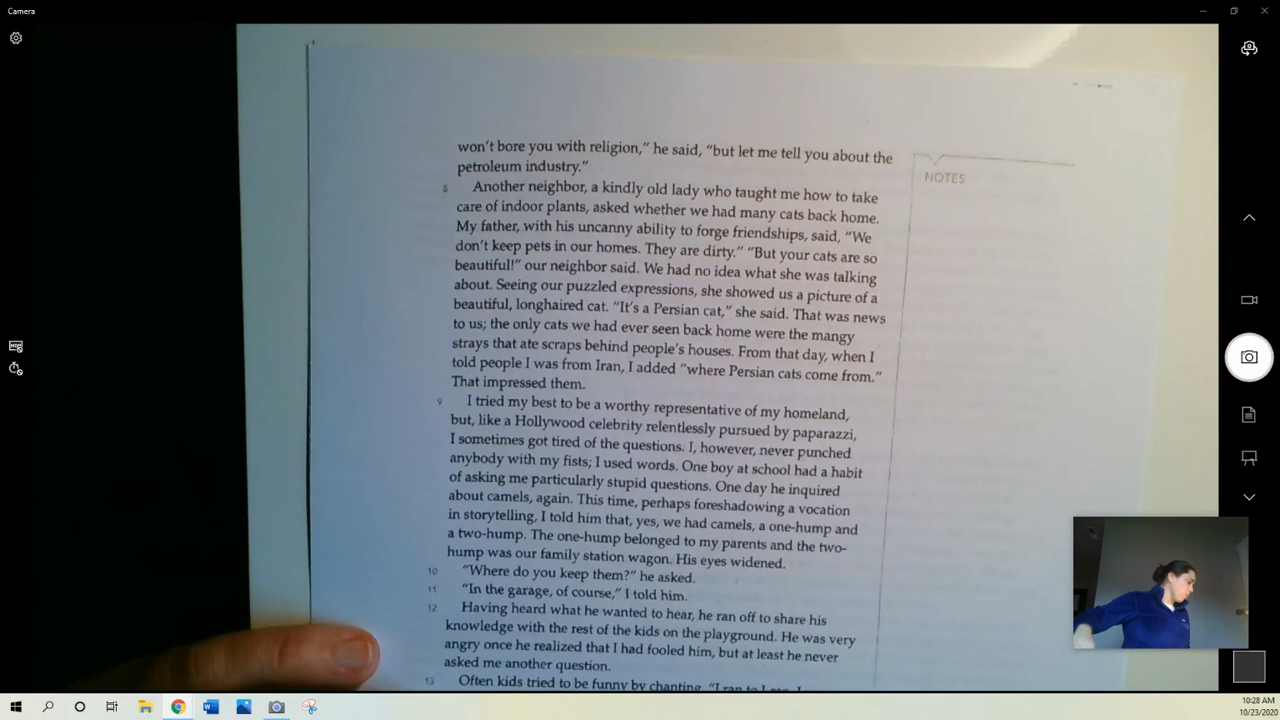 Camera
won't bore you with religion," he said, "but let me tell you about the
petroleum industry."
8 Another neighbor, a kindly old lady who taught me how to take
care of indoor plants, asked whether we had many cats back home.
My father, with his uncanny ability to forge friendships, said, "We
don't keep pets in our homes. They are dirty." "But your cats are so
beautiful!" our neighbor said. We had no idea what she was talking
about. Seeing our puzzled expressions, she showed us a picture of a
beautiful, longhaired cat. "It's a Persian cat," she said. That was news
to us; the only cats we had ever seen back home were the mangy
strays that ate scraps behind people's houses. From that day, when I
told people I was from Iran, I added "where Persian cats come from."
That impressed them.
9 I tried my best to be a worthy representative of my homeland,
but, like a Hollywood celebrity relentlessly pursued by paparazzi,
I sometimes got tired of the questions. I, however, never punched
anybody with my fists; I used words. One boy at school had a habit
of asking me particularly stupid questions. One day he inquired
about camels, again. This time, perhaps foreshadowing a vocation
in storytelling, I told him that, yes, we had camels, a one-hump and
a two-hump. The one-hump belonged to my parents and the two-
hump was our family station wagon. His eyes widened.
10 "Where do you keep them?" he asked.
11 "In the garage, of course," I told him.
12 Having heard what he wanted to hear, he ran off to share his
knowledge with the rest of the kids on the playground. He was very
angry once he realized that I had fooled him, but at least he never
asked me another question.
13 Often kids tried to be funny by chanting, "I ran to I
NOTES
10:28 AM
10/23/2020